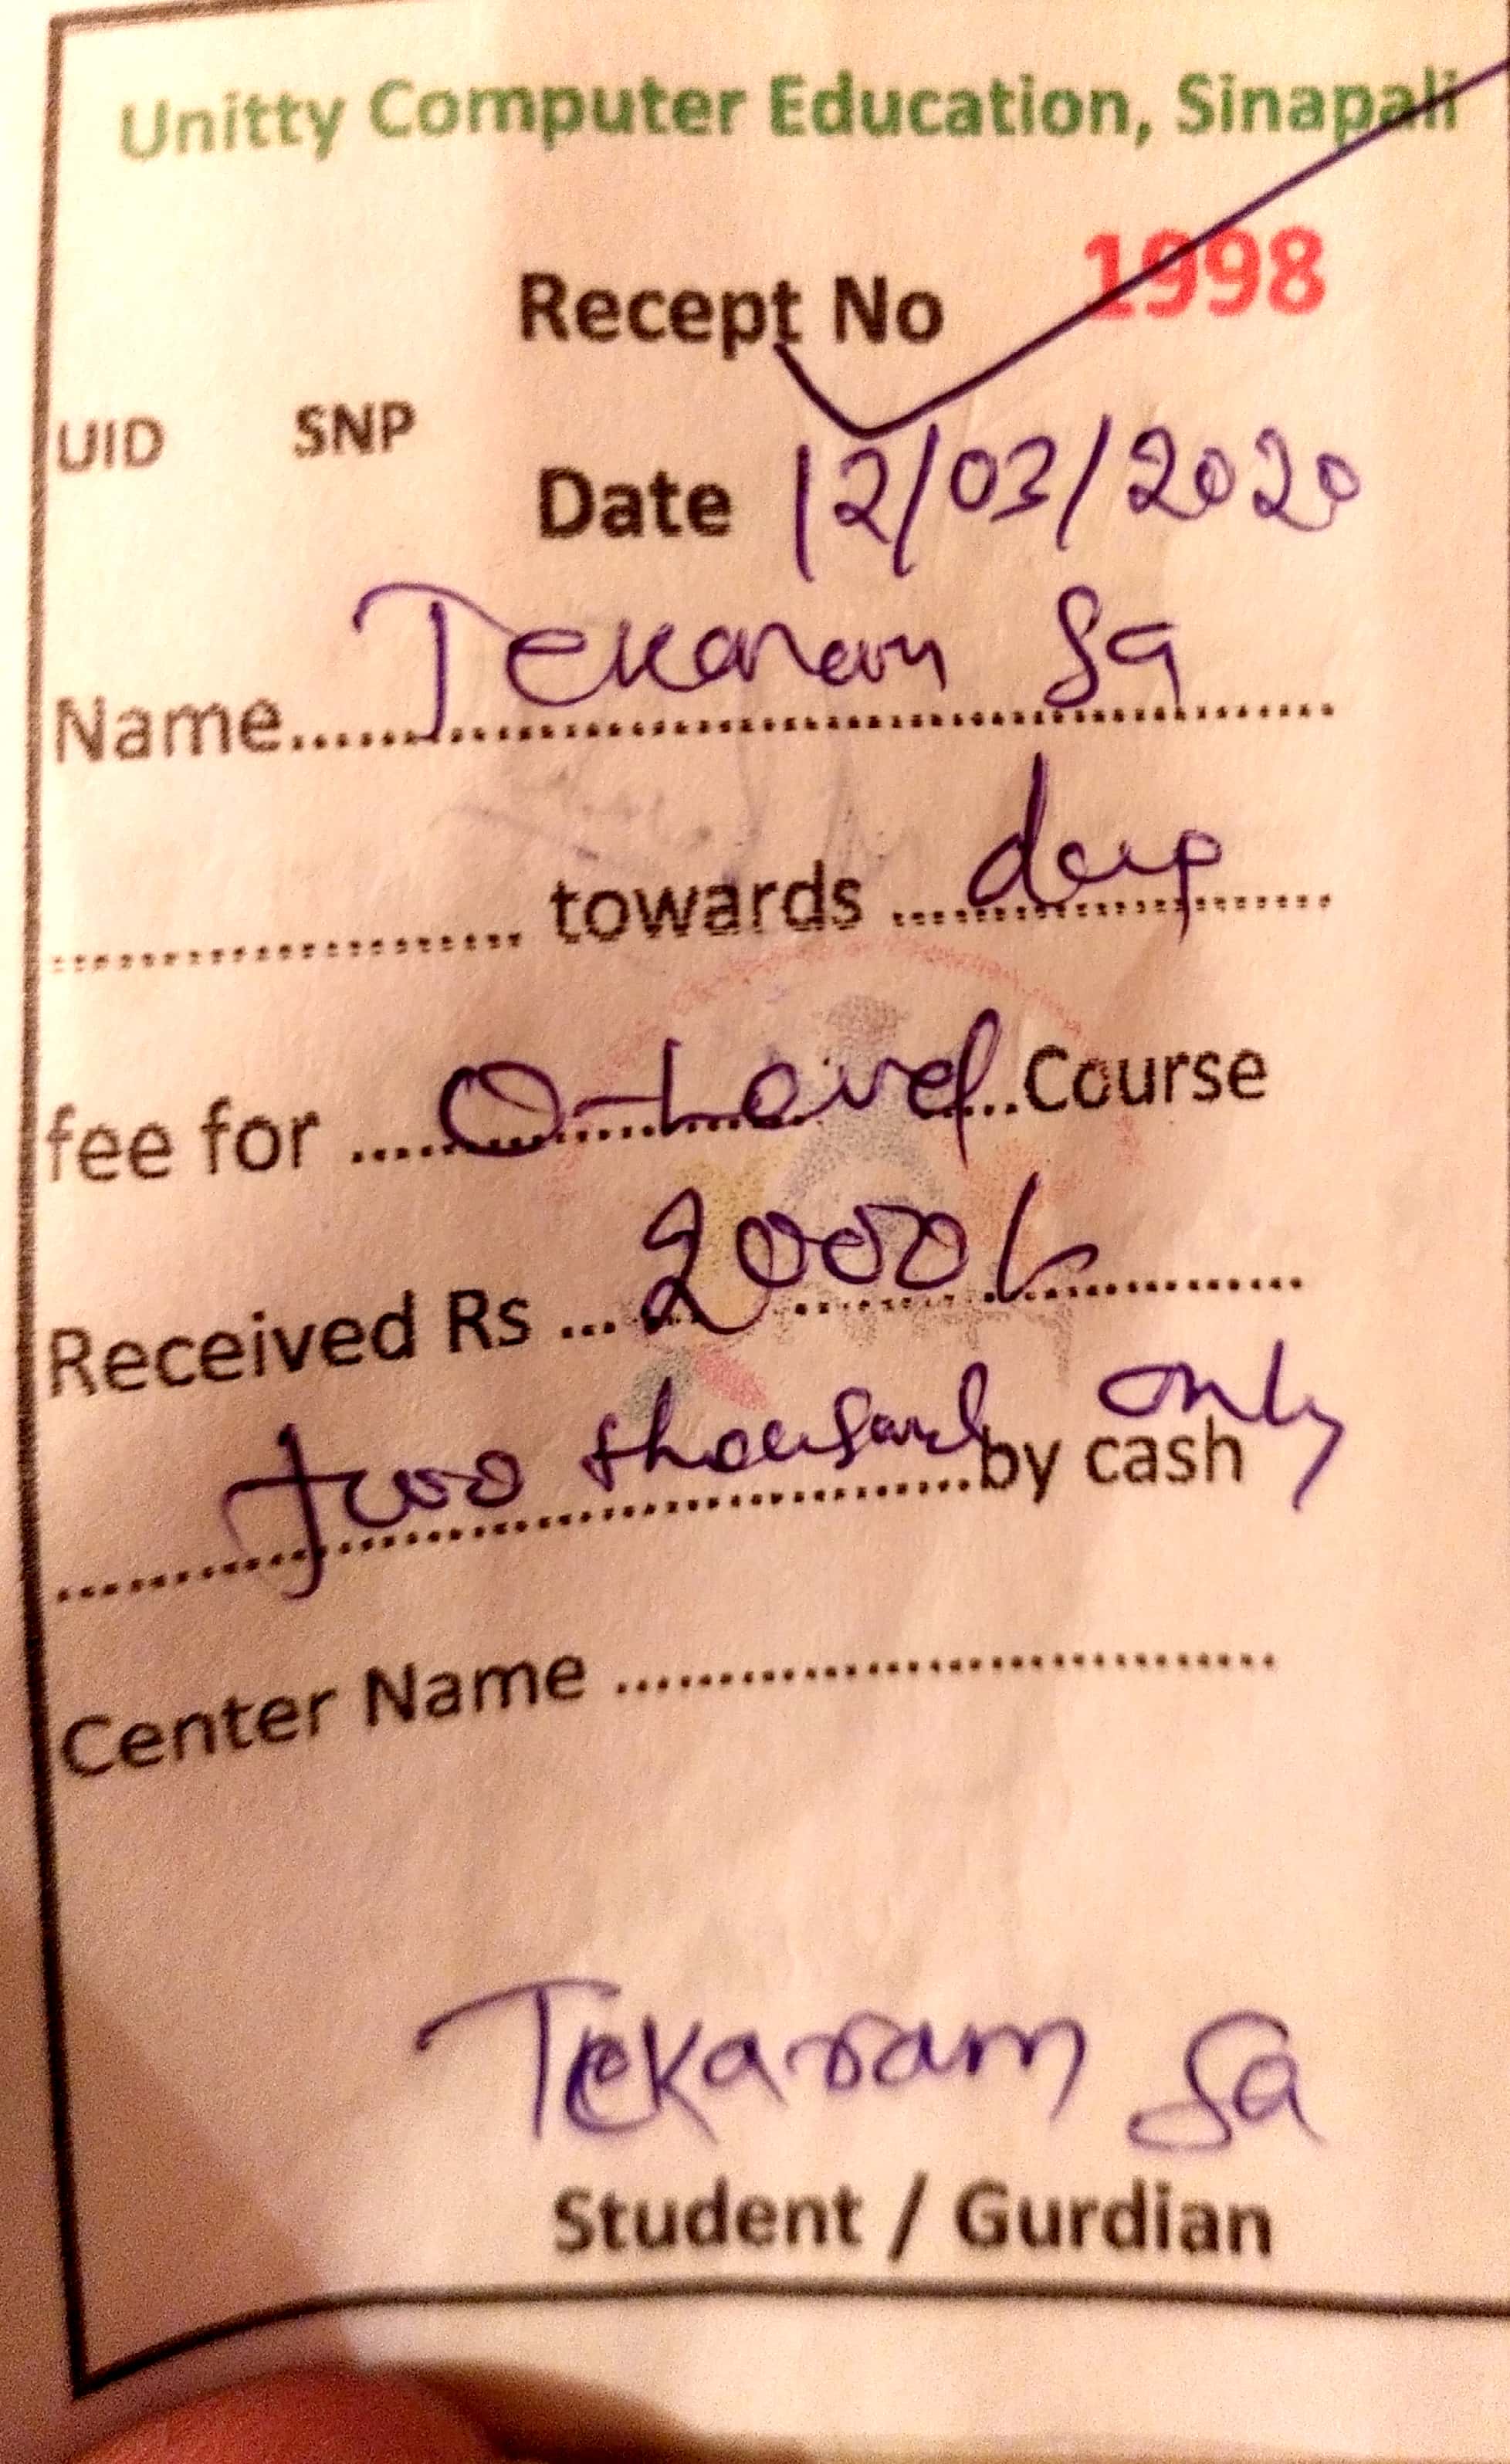 Unitty Computer Education, Sinapali
Recept No 1998
UID SNP
Date 12/03/2020
Name...... Tekaram Sa
.................... towards ....
fee for .... O-Level ...Course
Received Rs ... 2000/-
two thousand only
....................by cash
Center Name ..............................
Tekaram Sa
Student / Gurdian